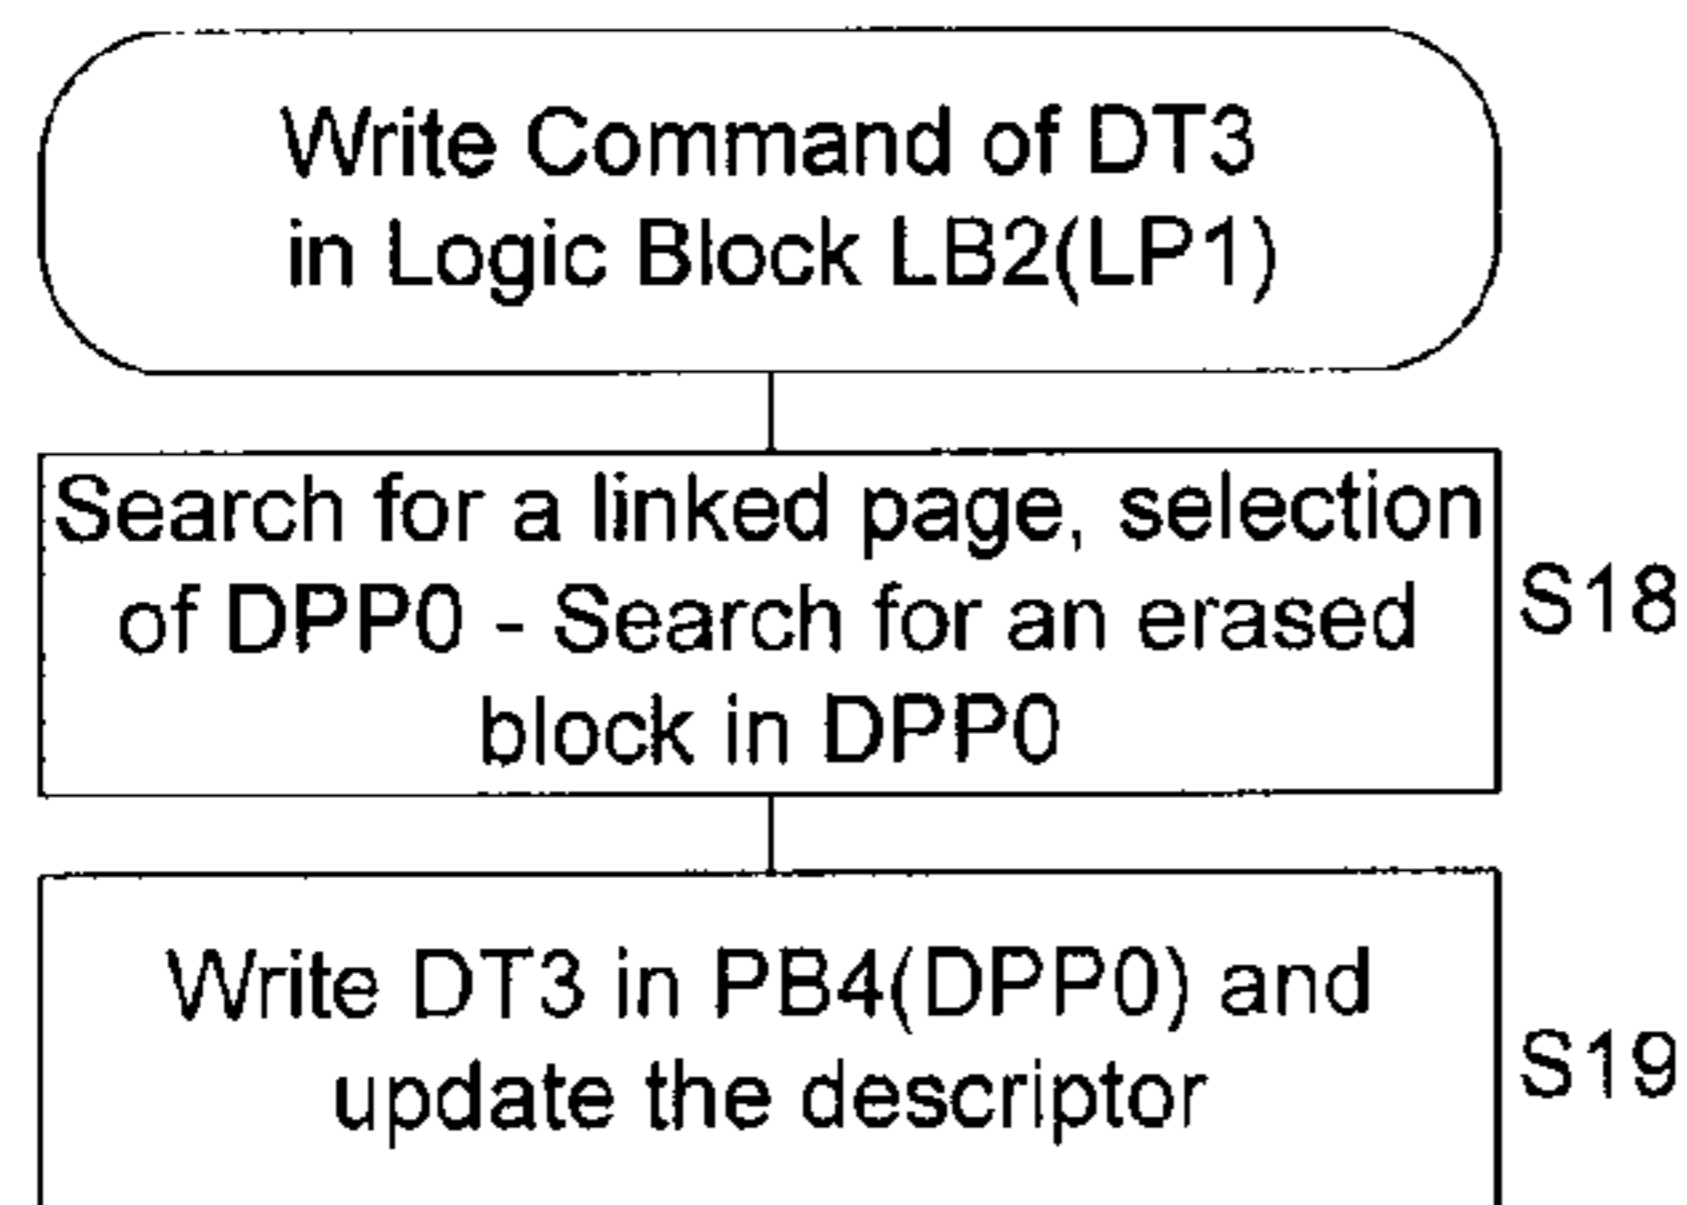 Write Command of DT3
in Logic Block LB2(LP1)
Search for a linked page, selection
of DPP0 - Search for an erased
block in DPP0
S18
Write DT3 in PB4(DPP0) and
update the descriptor
S19